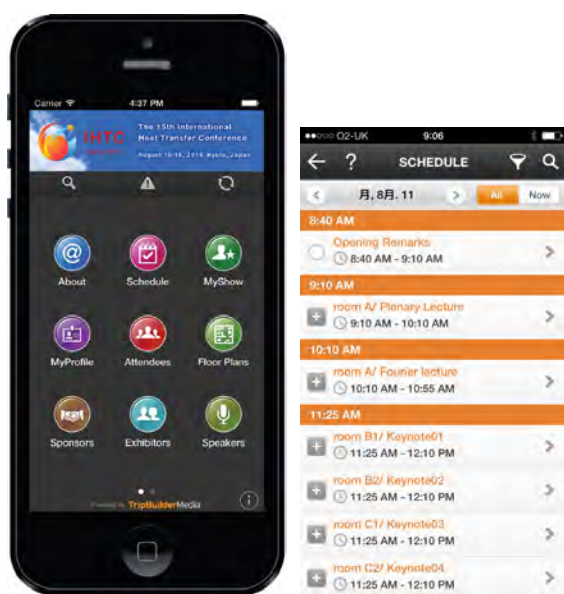 Carrier 4:37 PM
IHTC
The 15th International
Heat Transfer Conference
August 10-15, 2014 Kyoto, Japan
About Schedule MyShow
MyProfile Attendees Floor Plans
Sponsors Exhibitors Speakers
Powered by TripBuilderMedia
O2-UK 9:06
? SCHEDULE
月, 8月. 11 All Now
8:40 AM
Opening Remarks
8:40 AM - 9:10 AM
9:10 AM
room A/ Plenary Lecture
9:10 AM - 10:10 AM
10:10 AM
room A/ Fourier lecture
10:10 AM - 10:55 AM
11:25 AM
room B1/ Keynote01
11:25 AM - 12:10 PM
room B2/ Keynote02
11:25 AM - 12:10 PM
room C1/ Keynote03
11:25 AM - 12:10 PM
room C2/ Keynote04
11:25 AM - 12:10 PM